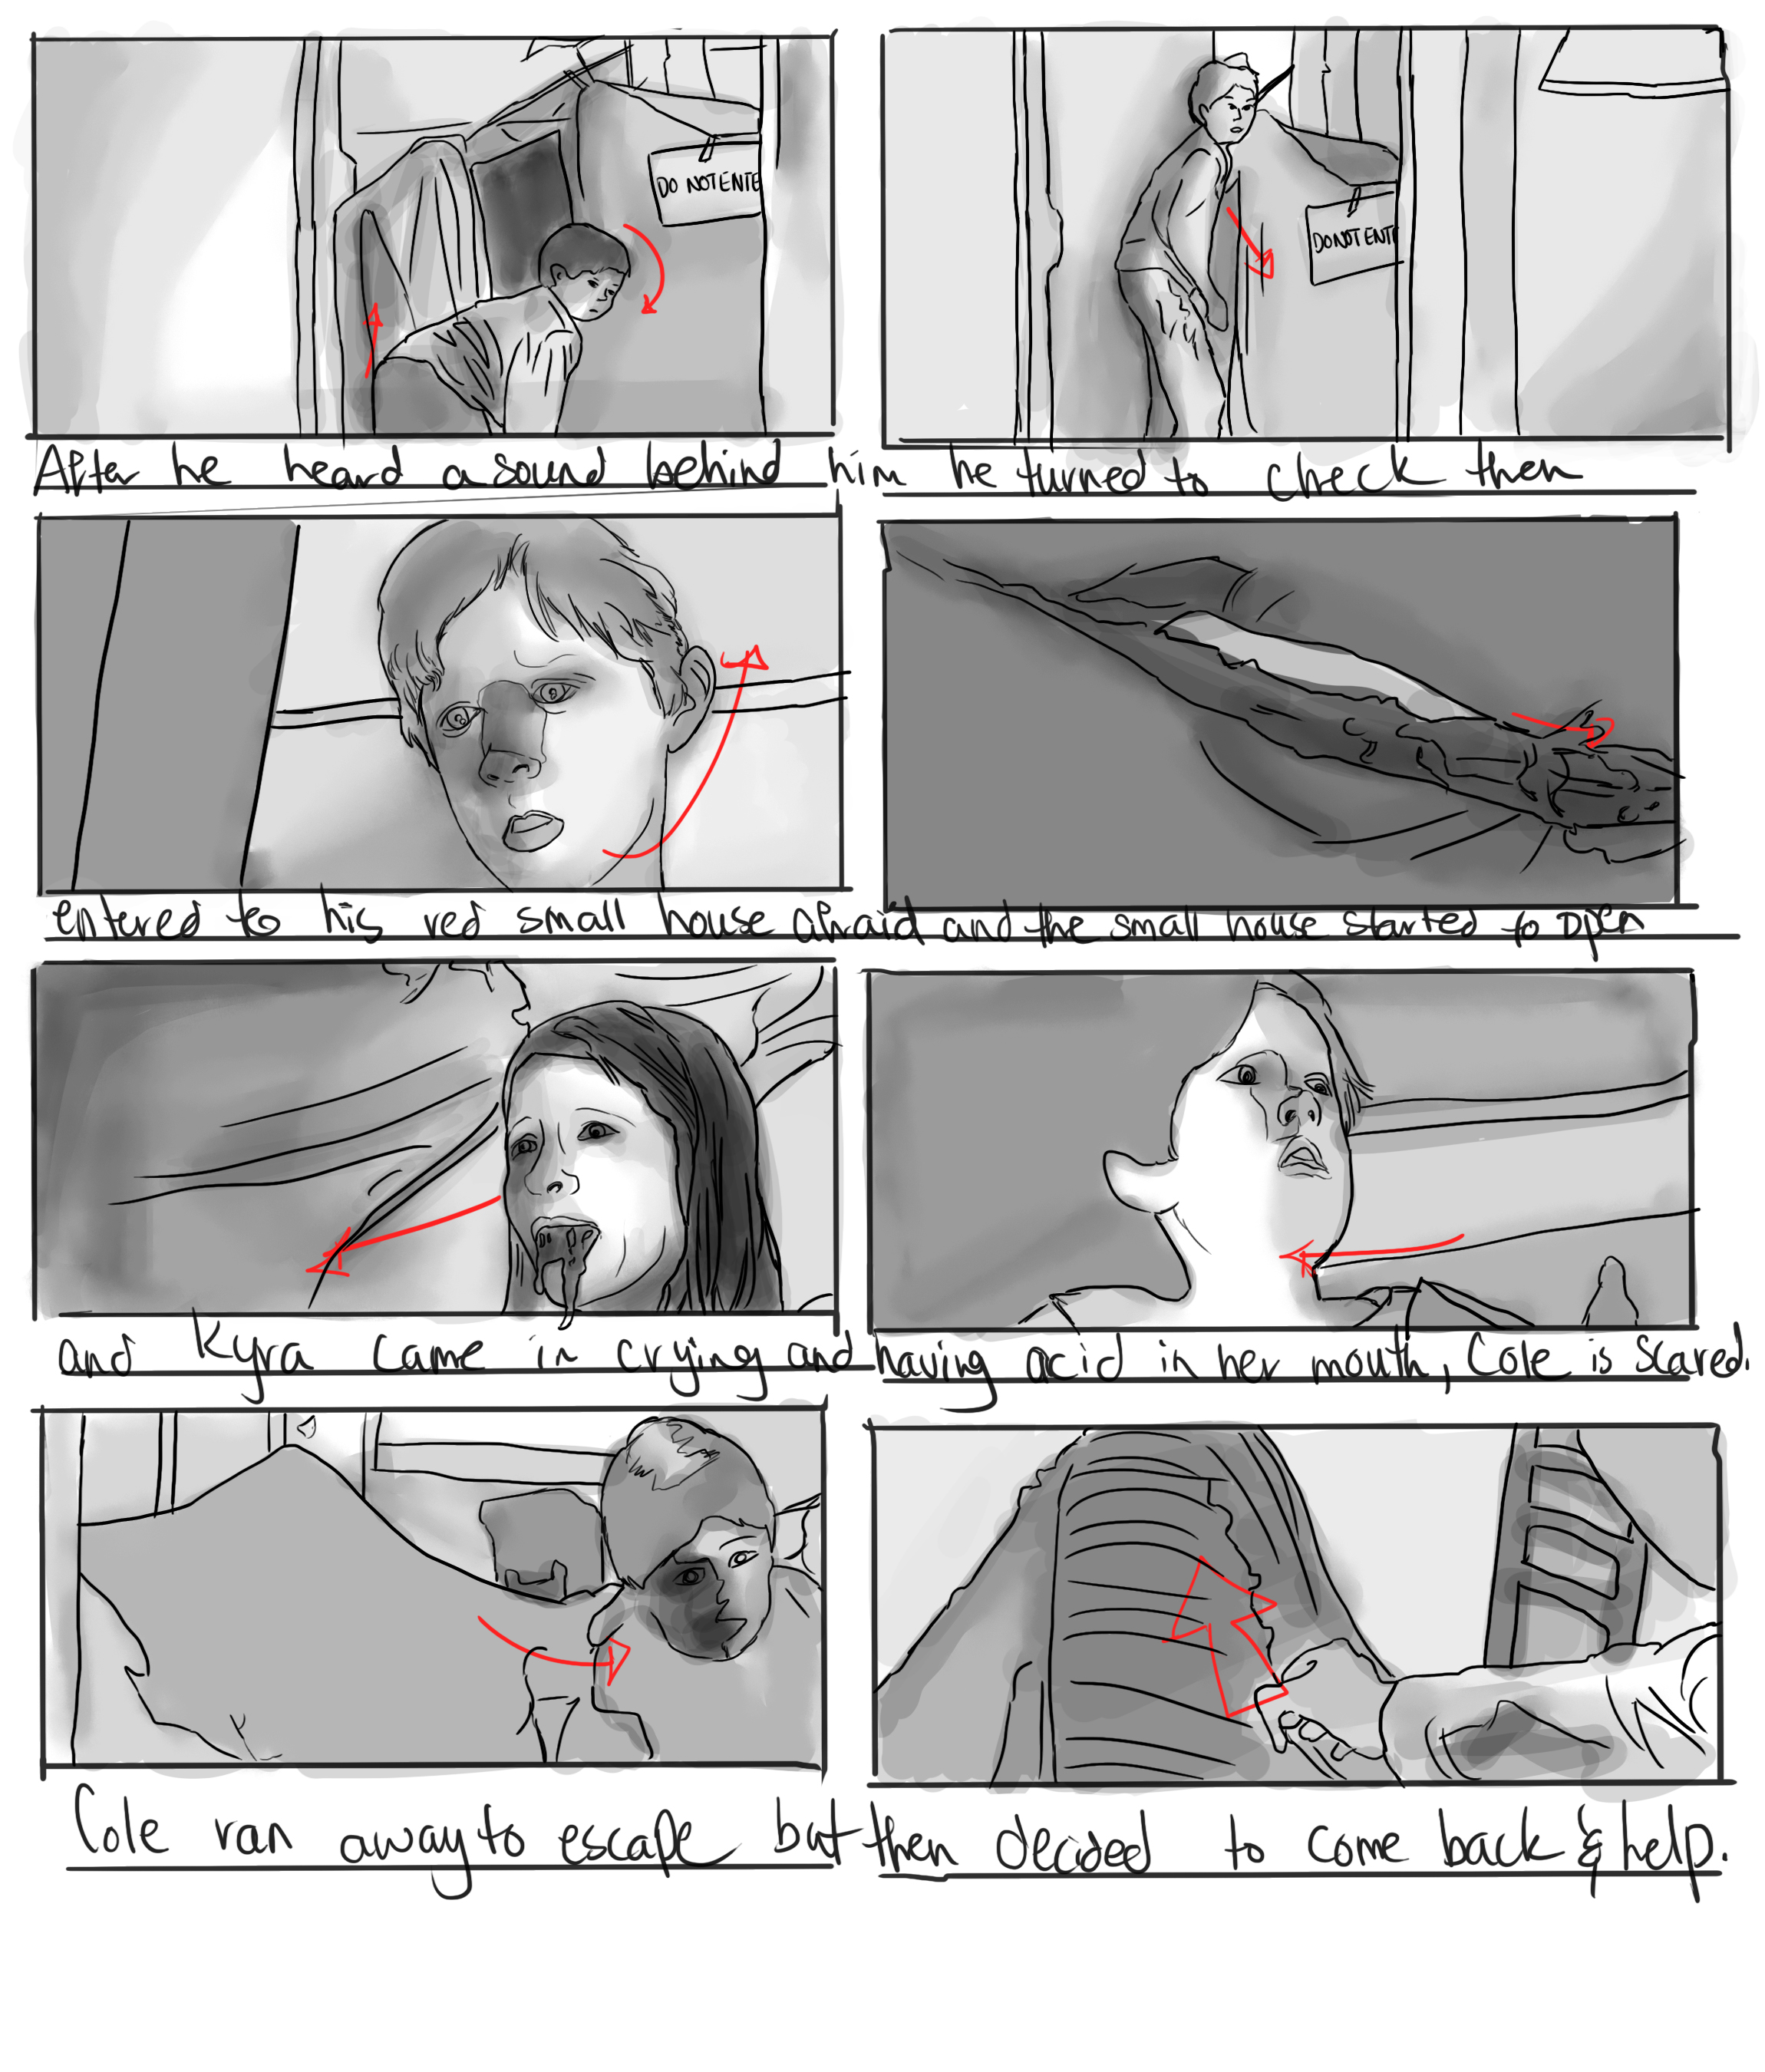 DO NOT ENTE
DO NOT ENT
After he heard a sound behind him he turned to check then
entered to his red small house afraid and the small house started to open
and Kyra came in crying and having acid in her mouth, Cole is scared.
Cole ran away to escape but then decided to come back & help.